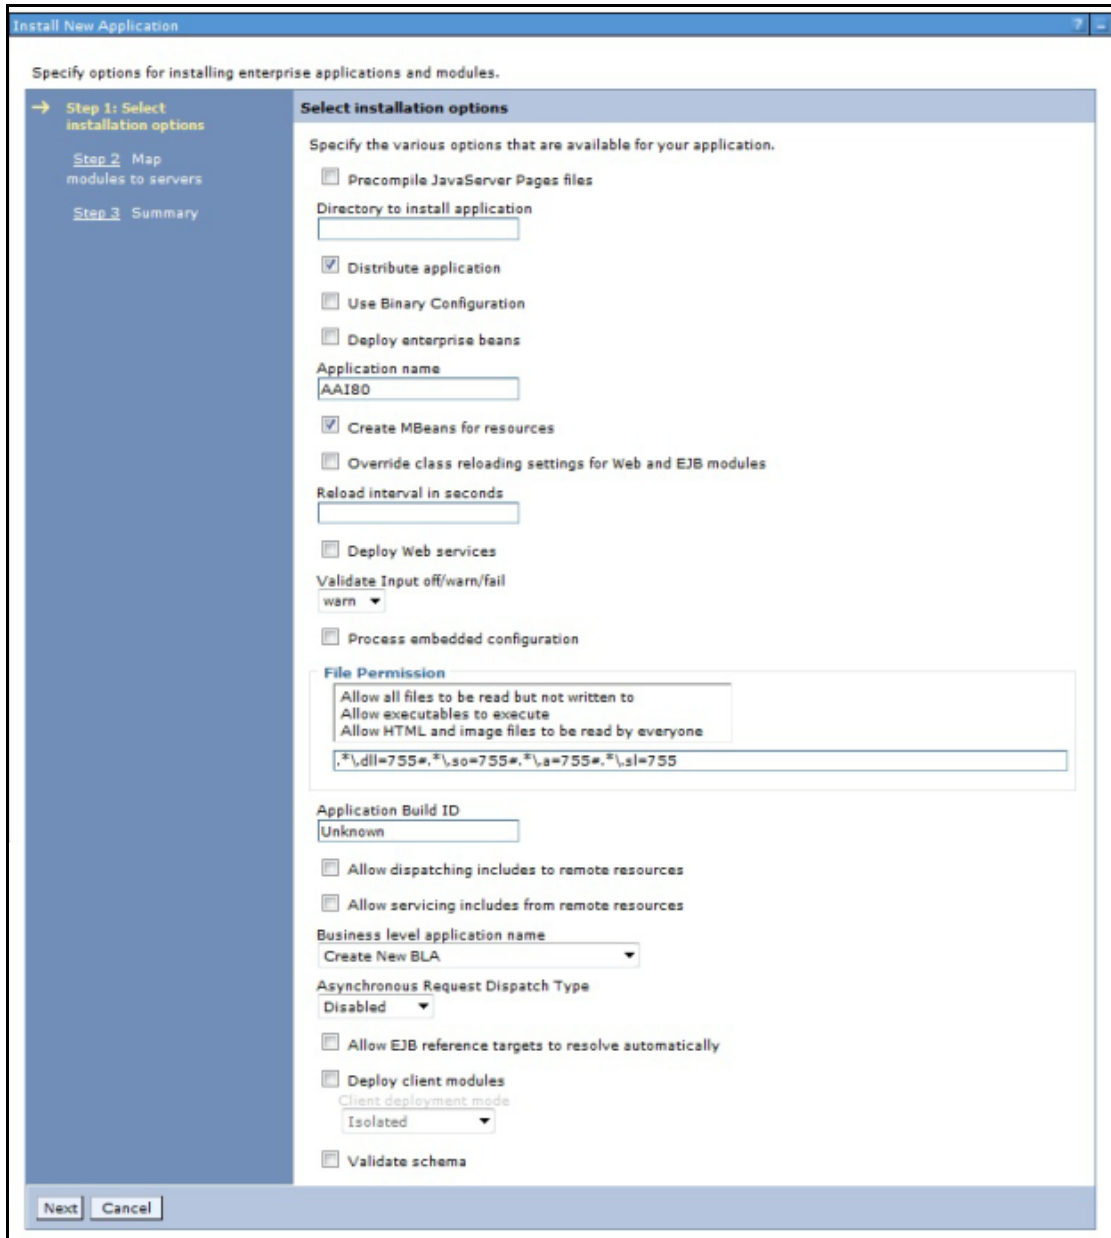 Install New Application
? –
Specify options for installing enterprise applications and modules.
Step 1: Select
installation options
Step 2 Map
modules to servers
Step 3 Summary
Select installation options
Specify the various options that are available for your application.
Precompile JavaServer Pages files
Directory to install application
Distribute application
Use Binary Configuration
Deploy enterprise beans
Application name
AAI80
Create MBeans for resources
Override class reloading settings for Web and EJB modules
Reload interval in seconds
Deploy Web services
Validate Input off/warn/fail
warn
Process embedded configuration
File Permission
Allow all files to be read but not written to
Allow executables to execute
Allow HTML and image files to be read by everyone
.*\.dll=755#.*\.so=755#.*\.a=755#.*\.sl=755
Application Build ID
Unknown
Allow dispatching includes to remote resources
Allow servicing includes from remote resources
Business level application name
Create New BLA
Asynchronous Request Dispatch Type
Disabled
Allow EJB reference targets to resolve automatically
Deploy client modules
Client deployment mode
Isolated
Validate schema
Next Cancel